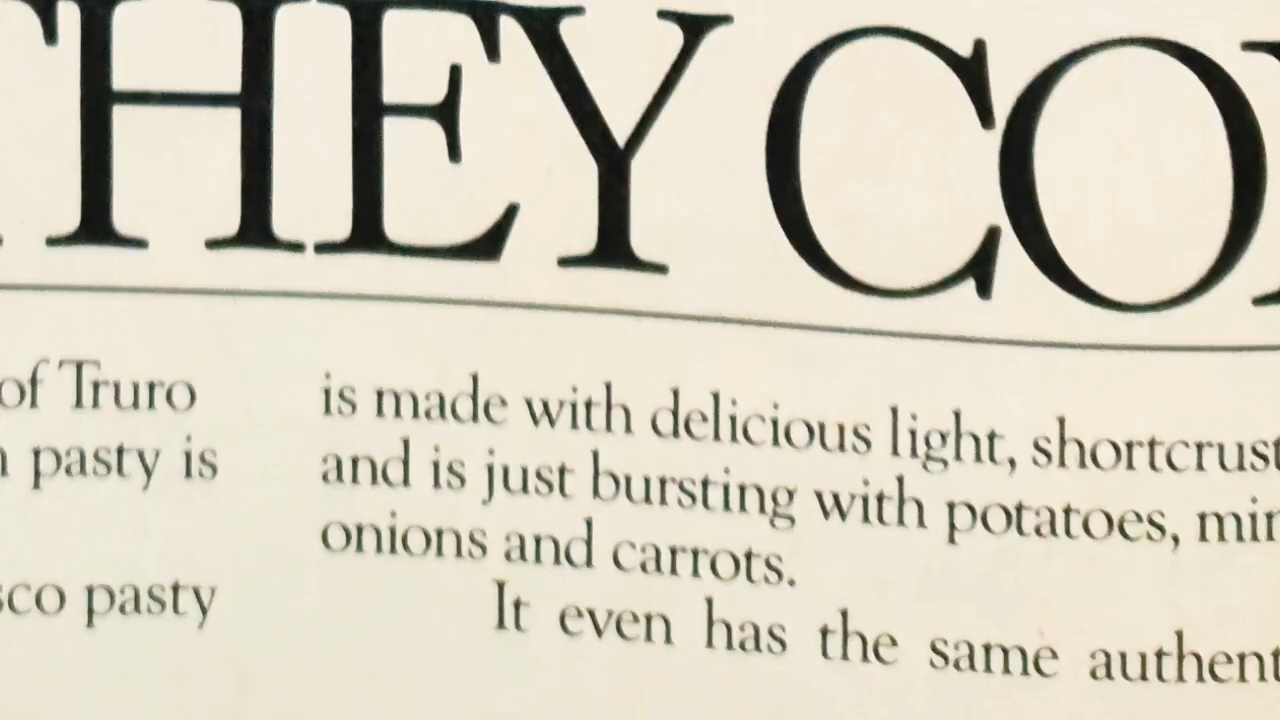 THEY CO
of Truro
pasty is
pasty
is made with delicious light, shortcrust
and is just bursting with potatoes,
onions and carrots.
It even has the same